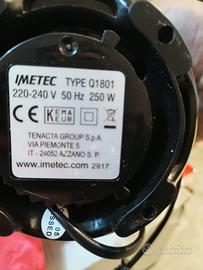 IMETEC TYPE Q1801
220-240 V 50 Hz 250 W
CE KEMA KEUR
TENACTA GROUP S.p.A.
VIA PIEMONTE 5
IT - 24052 AZZANO S. P.
www.imetec.com 2917
subito